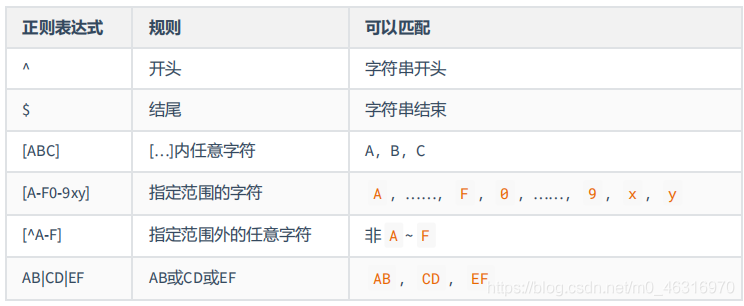 正则表达式 规则 可以匹配
^ 开头 字符串开头
$ 结尾 字符串结束
[ABC] […]内任意字符 A, B, C
[A-F0-9xy] 指定范围的字符 A , ……, F , 0 , ……, 9 , x , y
[^A-F] 指定范围外的任意字符 非 A ~ F
AB|CD|EF AB或CD或EF AB , CD , EF
https://blog.csdn.net/m0_46316970